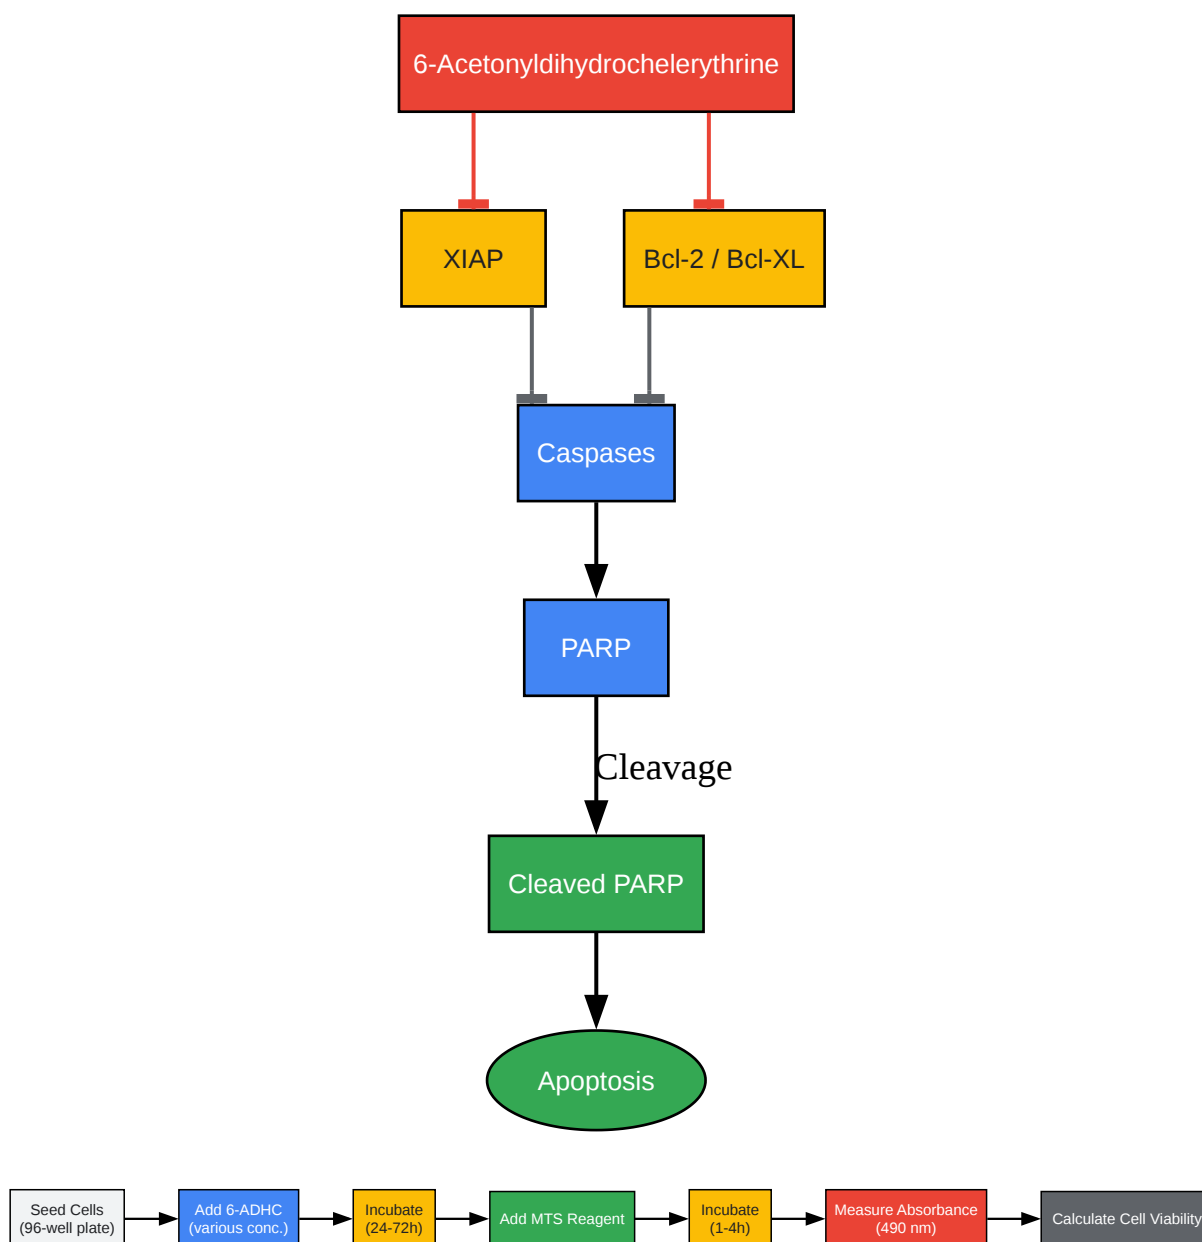 6-Acetonyldihydrochelerythrine
XIAP
Bcl-2 / Bcl-XL
Caspases
PARP
Cleavage
Cleaved PARP
Apoptosis
Seed Cells
(96-well plate)
Add 6-ADHC
(various conc.)
Incubate
(24-72h)
Add MTS Reagent
Incubate
(1-4h)
Measure Absorbance
(490 nm)
Calculate Cell Viability